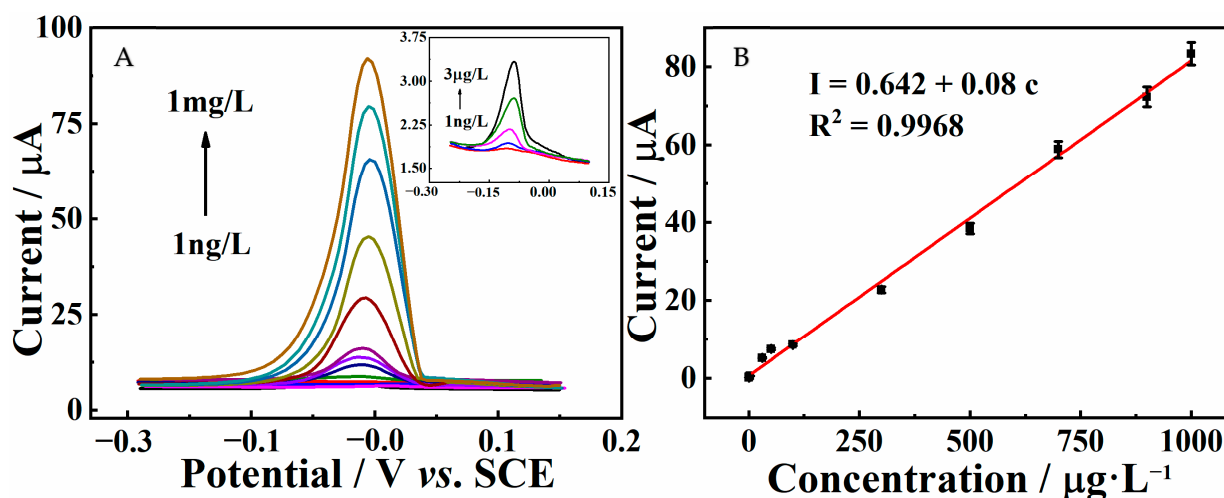 A
1mg/L
1ng/L
Current / μA
100
75
50
25
0
−0.3
−0.1
−0.0
0.1
0.2
Potential / V vs. SCE
3μg/L
1ng/L
3.75
3.00
2.25
1.50
−0.30
−0.15
0.00
0.15
B
I = 0.642 + 0.08 c
R² = 0.9968
Current / μA
80
60
40
20
0
0
250
500
750
1000
Concentration / μg·L⁻¹